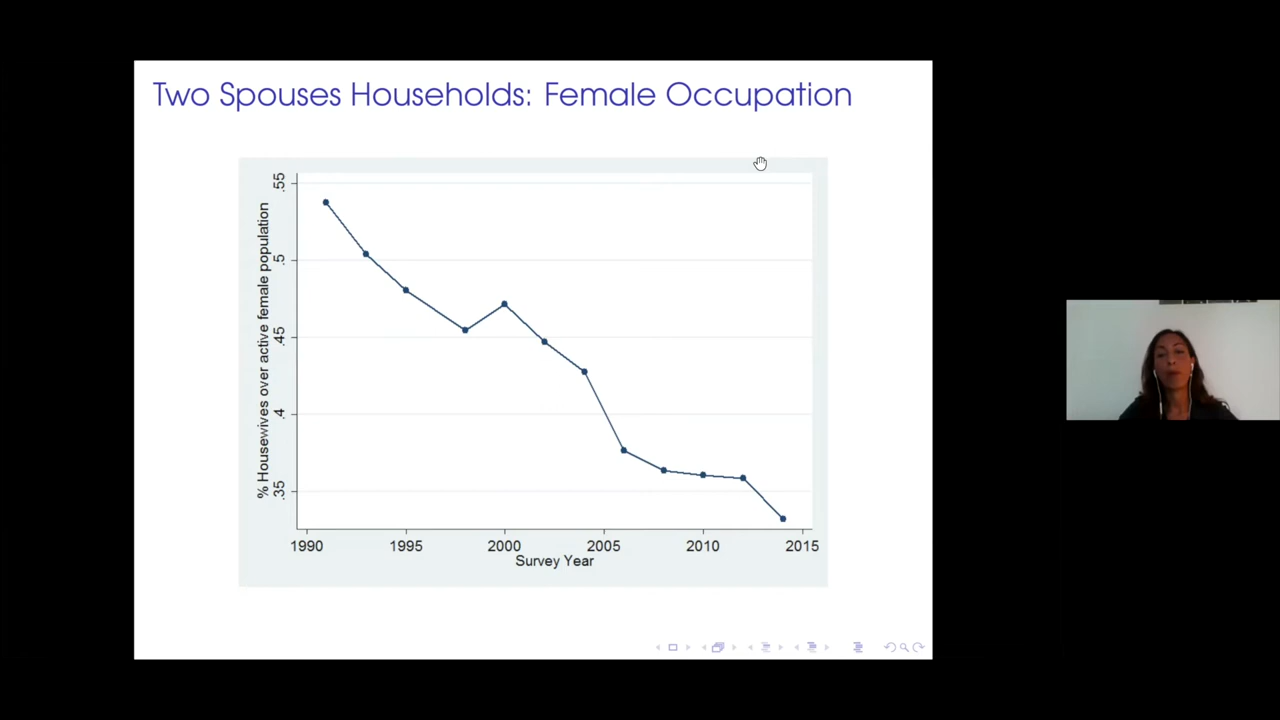 Two Spouses Households: Female Occupation
% Housewives over active female population
.55
.5
.45
.4
.35
1990 1995 2000 2005 2010 2015
Survey Year